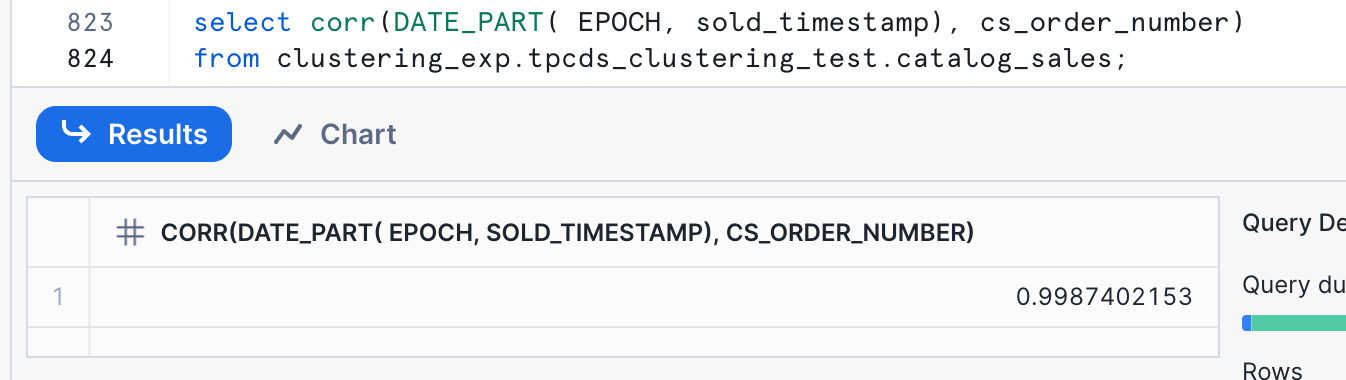 823 select corr(DATE_PART( EPOCH, sold_timestamp), cs_order_number)
824 from clustering_exp.tpcds_clustering_test.catalog_sales;
Results Chart
CORR(DATE_PART( EPOCH, SOLD_TIMESTAMP), CS_ORDER_NUMBER)
1 0.9987402153
Query De
Query du
Rows